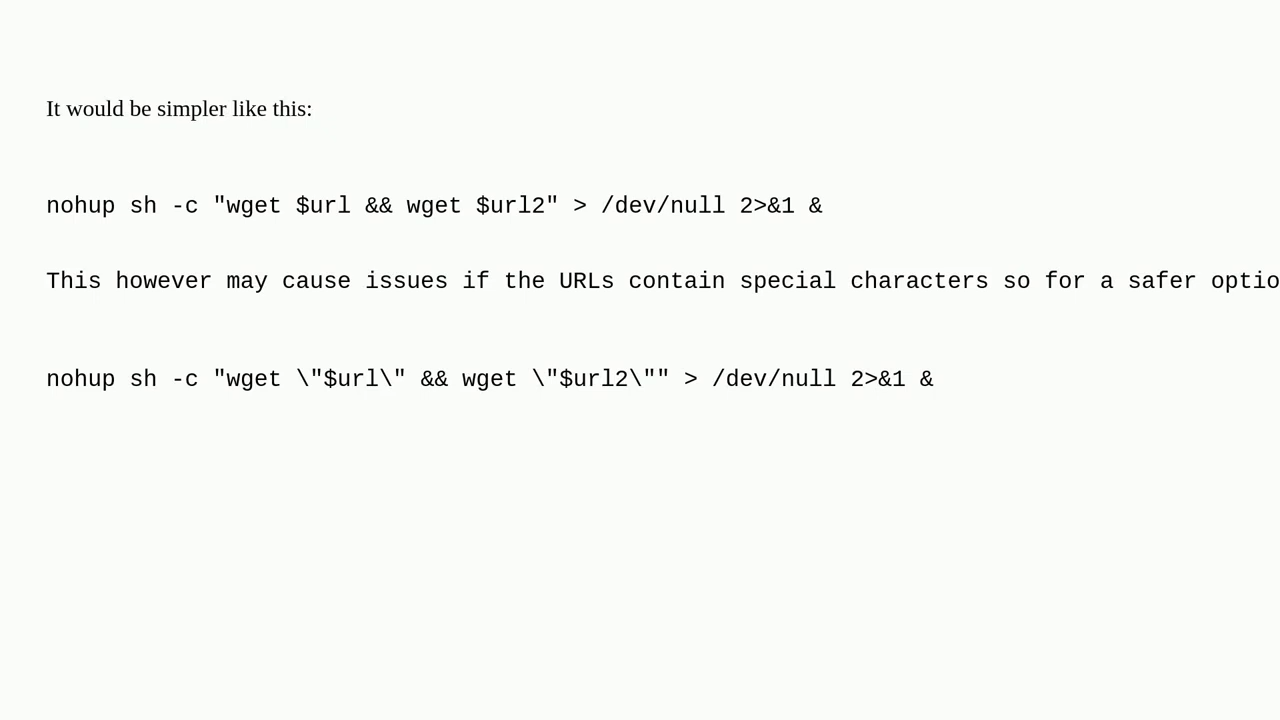 It would be simpler like this:
nohup sh -c "wget $url && wget $url2" > /dev/null 2>&1 &
This however may cause issues if the URLs contain special characters so for a safer optio
nohup sh -c "wget \"$url\" && wget \"$url2\"" > /dev/null 2>&1 &